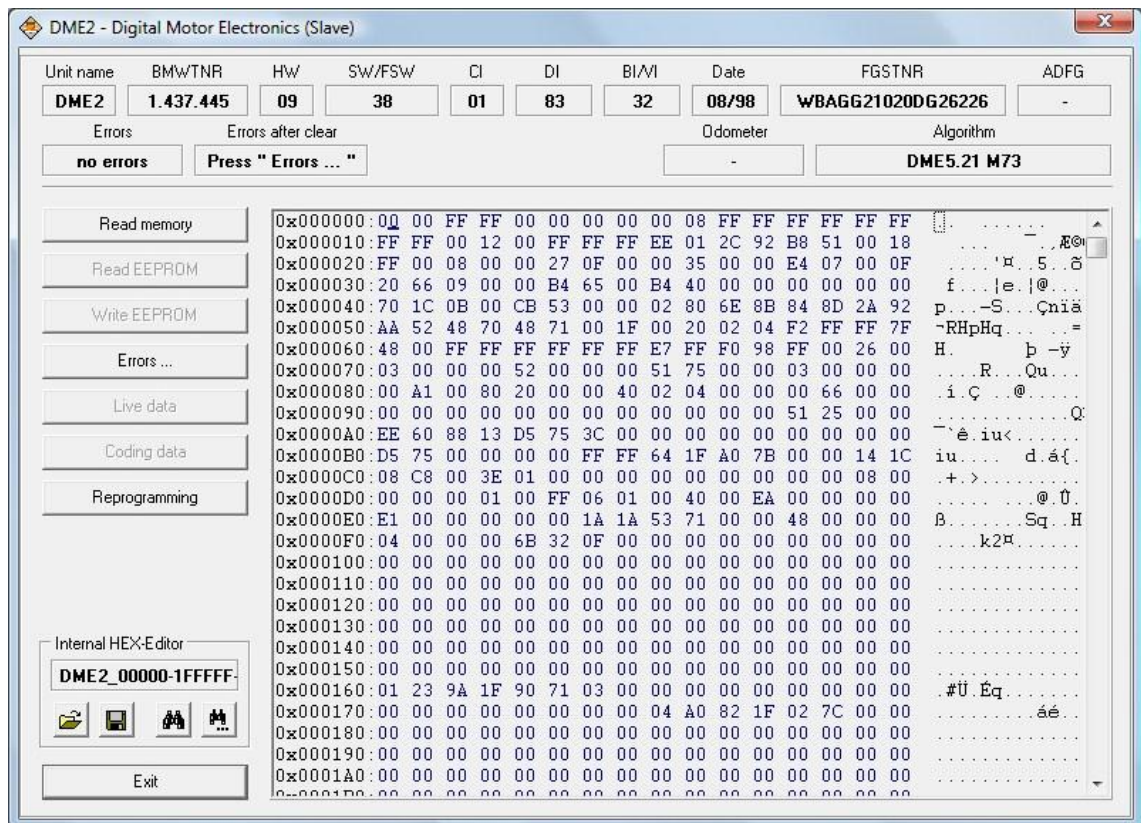 DME2 - Digital Motor Electronics (Slave)
Unit name BMWTNR HW SW/FSW CI DI BI/VI Date FGSTNR ADFG
DME2 1.437.445 09 38 01 83 32 08/98 WBAGG21020DG26226 -
Errors Errors after clear Odometer Algorithm
no errors Press " Errors ... " - DME5.21 M73
Read memory
Read EEPROM
Write EEPROM
Errors ...
Live data
Coding data
Reprogramming
Internal HEX-Editor
DME2_00000-1FFFFF-
Exit
0x000000:00 00 FF FF 00 00 00 00 00 08 FF FF FF FF FF FF
0x000010:FF FF 00 12 00 FF FF FF EE 01 2C 92 B8 51 00 18
0x000020:FF 00 08 00 00 27 0F 00 00 35 00 00 E4 07 00 0F ....'¤..5..õ
0x000030:20 66 09 00 00 B4 65 00 B4 40 00 00 00 00 00 00 f...|e.|@...
0x000040:70 1C 0B 00 CB 53 00 00 02 80 6E 8B 84 8D 2A 92 p...-S...Çnïä
0x000050:AA 52 48 70 48 71 00 1F 00 20 02 04 F2 FF FF 7F ¬RHpHq... ..=
0x000060:48 00 FF FF FF FF FF FF E7 FF F0 98 FF 00 26 00 H. þ -ÿ
0x000070:03 00 00 00 52 00 00 00 51 75 00 00 03 00 00 00 ....R...Qu...
0x000080:00 A1 00 80 20 00 00 40 02 04 00 00 00 66 00 00 .í.Ç ..@.....
0x000090:00 00 00 00 00 00 00 00 00 00 00 00 51 25 00 00 ............Q
0x0000A0:EE 60 88 13 D5 75 3C 00 00 00 00 00 00 00 00 00 ¯`ê.iu<......
0x0000B0:D5 75 00 00 00 00 FF FF 64 1F A0 7B 00 00 14 1C iu.... d.á{.
0x0000C0:08 C8 00 3E 01 00 00 00 00 00 00 00 00 00 08 00 .+.>.........
0x0000D0:00 00 00 01 00 FF 06 01 00 40 00 EA 00 00 00 00 .........@.Û.
0x0000E0:E1 00 00 00 00 00 1A 1A 53 71 00 00 48 00 00 00 ß.......Sq..H
0x0000F0:04 00 00 00 6B 32 0F 00 00 00 00 00 00 00 00 00 ....k2¤......
0x000100:00 00 00 00 00 00 00 00 00 00 00 00 00 00 00 00 .............
0x000110:00 00 00 00 00 00 00 00 00 00 00 00 00 00 00 00 .............
0x000120:00 00 00 00 00 00 00 00 00 00 00 00 00 00 00 00 .............
0x000130:00 00 00 00 00 00 00 00 00 00 00 00 00 00 00 00 .............
0x000140:00 00 00 00 00 00 00 00 00 00 00 00 00 00 00 00 .............
0x000150:00 00 00 00 00 00 00 00 00 00 00 00 00 00 00 00 .............
0x000160:01 23 9A 1F 90 71 03 00 00 00 00 00 00 00 00 00 .#Ü.Éq.......
0x000170:00 00 00 00 00 00 00 00 04 A0 82 1F 02 7C 00 00 .........áé..
0x000180:00 00 00 00 00 00 00 00 00 00 00 00 00 00 00 00 .............
0x000190:00 00 00 00 00 00 00 00 00 00 00 00 00 00 00 00 .............
0x0001A0:00 00 00 00 00 00 00 00 00 00 00 00 00 00 00 00 .............